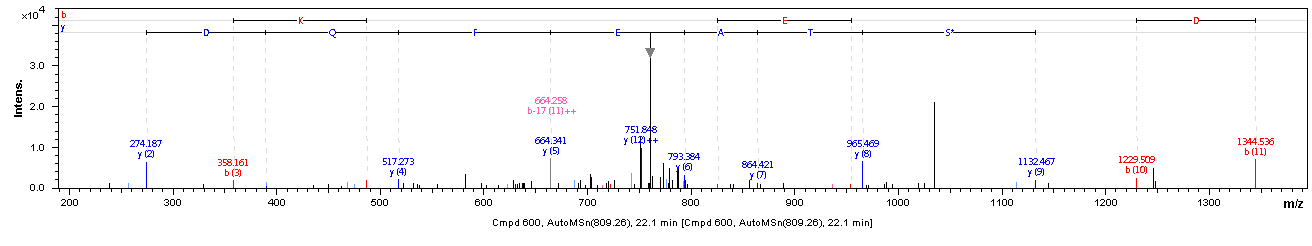 ×10⁴
b K E D
y D Q F E A T S*
Intens.
3.0
2.0
1.0
0.0
664.258
b-17 (11)++
274.187
y (2)
358.161
b (3)
517.273
y (4)
664.341
y (5)
751.848
y (12)++
793.384
y (6)
864.421
y (7)
965.469
y (8)
1132.467
y (9)
1229.509
b (10)
1344.536
b (11)
200 300 400 500 600 700 800 900 1000 1100 1200 1300 m/z
Cmpd 600, AutoMSn(809.26), 22.1 min [Cmpd 600, AutoMSn(809.26), 22.1 min]